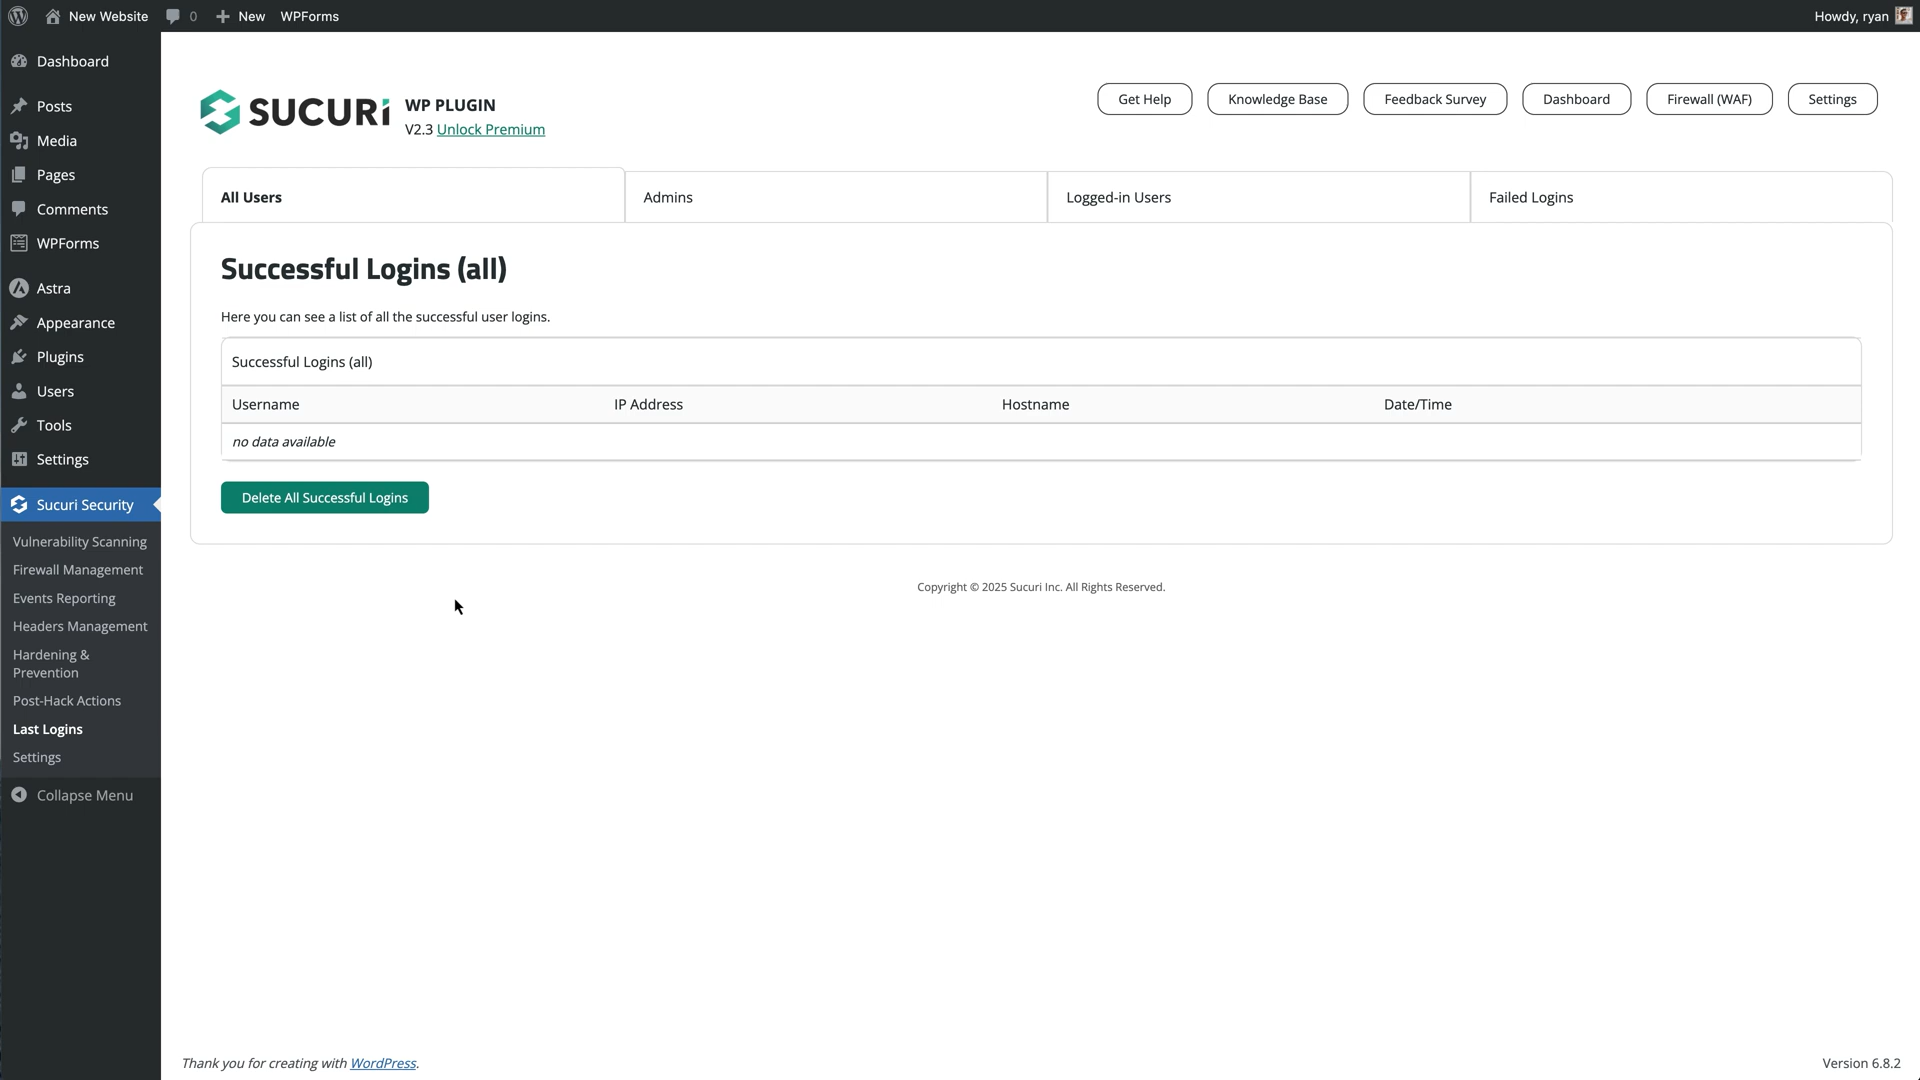 New Website
0
New
WPForms
Howdy, ryan
Dashboard
Posts
Media
Pages
Comments
WPForms
Astra
Appearance
Plugins
Users
Tools
Settings
Sucuri Security
Vulnerability Scanning
Firewall Management
Events Reporting
Headers Management
Hardening &
Prevention
Post-Hack Actions
Last Logins
Settings
Collapse Menu
SUCURi
WP PLUGIN
V2.3 Unlock Premium
Get Help
Knowledge Base
Feedback Survey
Dashboard
Firewall (WAF)
Settings
All Users
Admins
Logged-in Users
Failed Logins
Successful Logins (all)
Here you can see a list of all the successful user logins.
Successful Logins (all)
Username
IP Address
Hostname
Date/Time
no data available
Delete All Successful Logins
Copyright © 2025 Sucuri Inc. All Rights Reserved.
Thank you for creating with WordPress.
Version 6.8.2